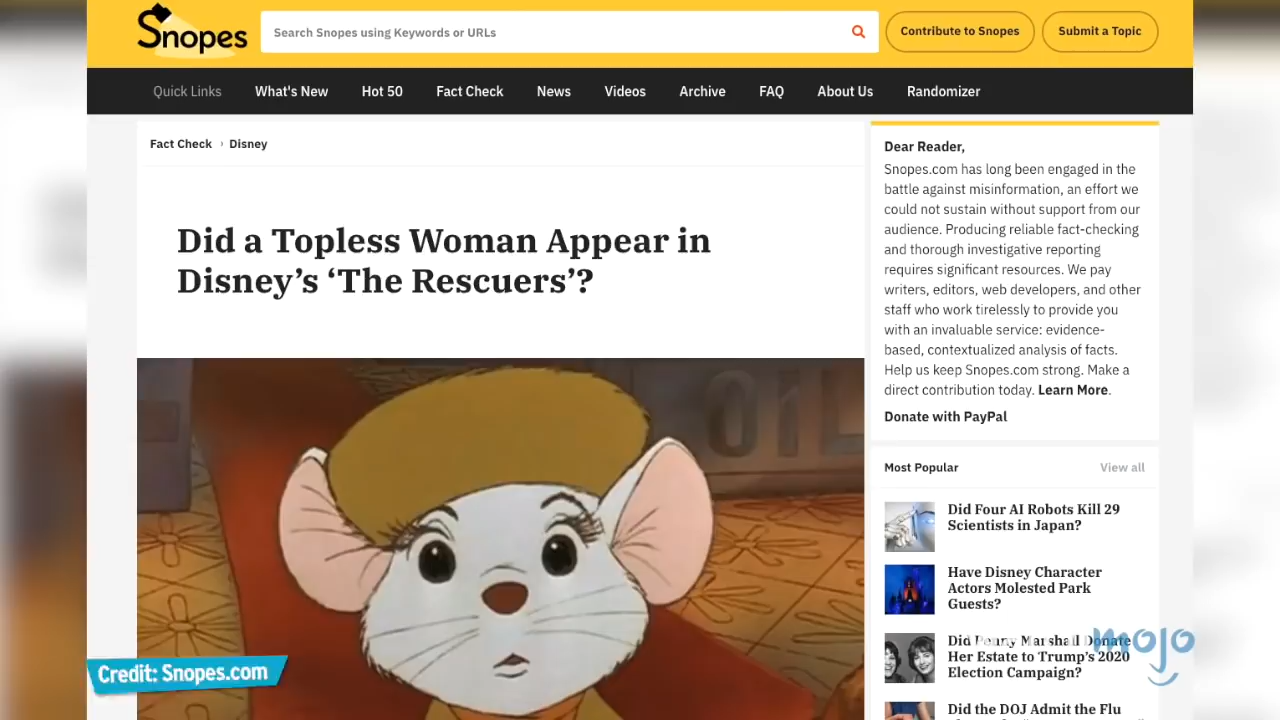 Snopes
Search Snopes using Keywords or URLs
Contribute to Snopes
Submit a Topic
Quick Links
What's New
Hot 50
Fact Check
News
Videos
Archive
FAQ
About Us
Randomizer
Fact Check › Disney
Did a Topless Woman Appear in
Disney’s ‘The Rescuers’?
OIL
Dear Reader,
Snopes.com has long been engaged in the
battle against misinformation, an effort we
could not sustain without support from our
audience. Producing reliable fact-checking
and thorough investigative reporting
requires significant resources. We pay
writers, editors, web developers, and other
staff who work tirelessly to provide you
with an invaluable service: evidence-
based, contextualized analysis of facts.
Help us keep Snopes.com strong. Make a
direct contribution today. Learn More.
Donate with PayPal
Most Popular
View all
Did Four AI Robots Kill 29
Scientists in Japan?
Have Disney Character
Actors Molested Park
Guests?
Did Penny Marshall Donate
Her Estate to Trump’s 2020
Election Campaign?
Did the DOJ Admit the Flu
Credit: Snopes.com
mojo